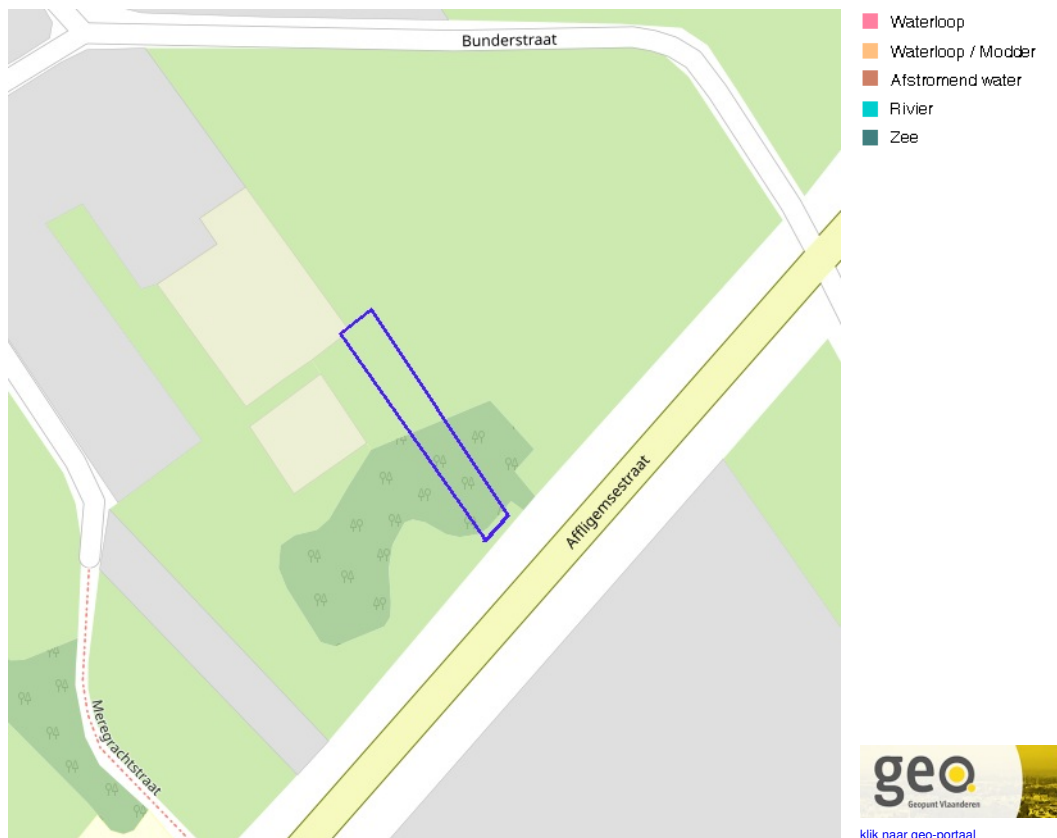 Bunderstraat
Affligemsestraat
Meregrachtstraat
Waterloop
Waterloop / Modder
Afstromend water
Rivier
Zee
geo
Geopunt Vlaanderen
klik naar geo-portaal